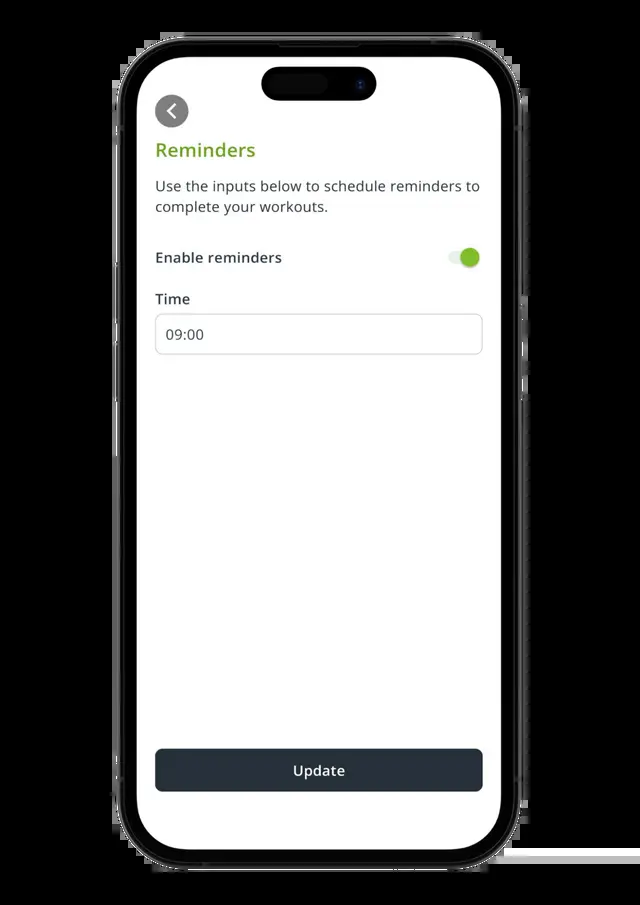 Reminders
Use the inputs below to schedule reminders to
complete your workouts.
Enable reminders
Time
09:00
Update